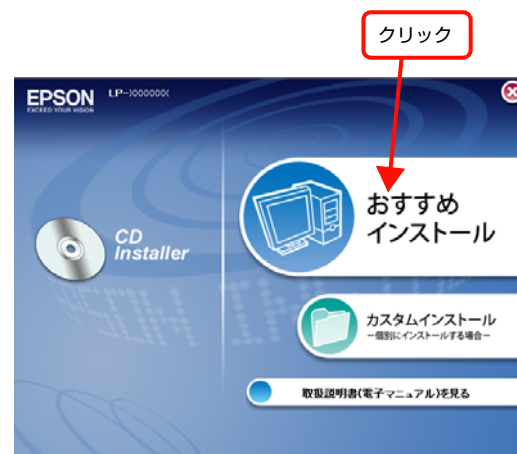 クリック
EPSON
EXCEED YOUR VISION
LP-XXXXXXX
CD
Installer
おすすめ
インストール
カスタムインストール
-個別にインストールする場合-
取扱説明書(電子マニュアル)を見る